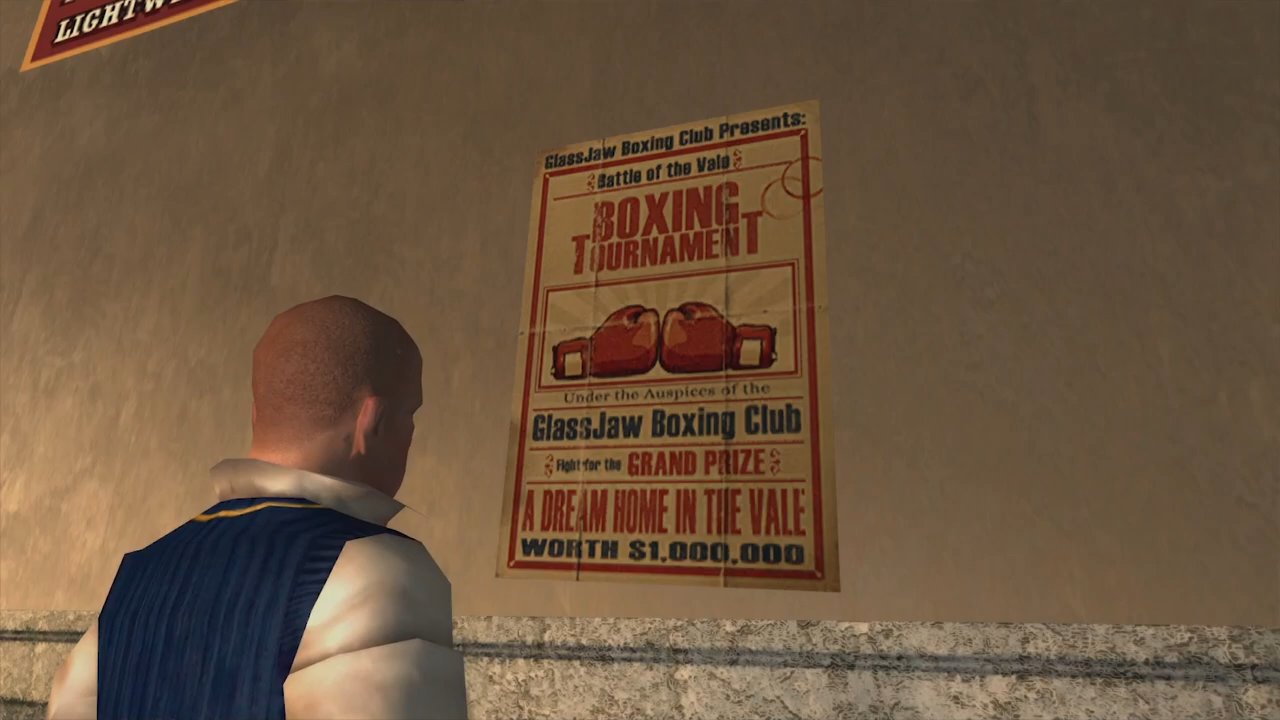 LIGHTW
GlassJaw Boxing Club Presents:
Battle of the Vale
BOXING
TOURNAMENT
Under the Auspices of the
GlassJaw Boxing Club
Fight for the GRAND PRIZE
A DREAM HOME IN THE VALE
WORTH $1,000,000